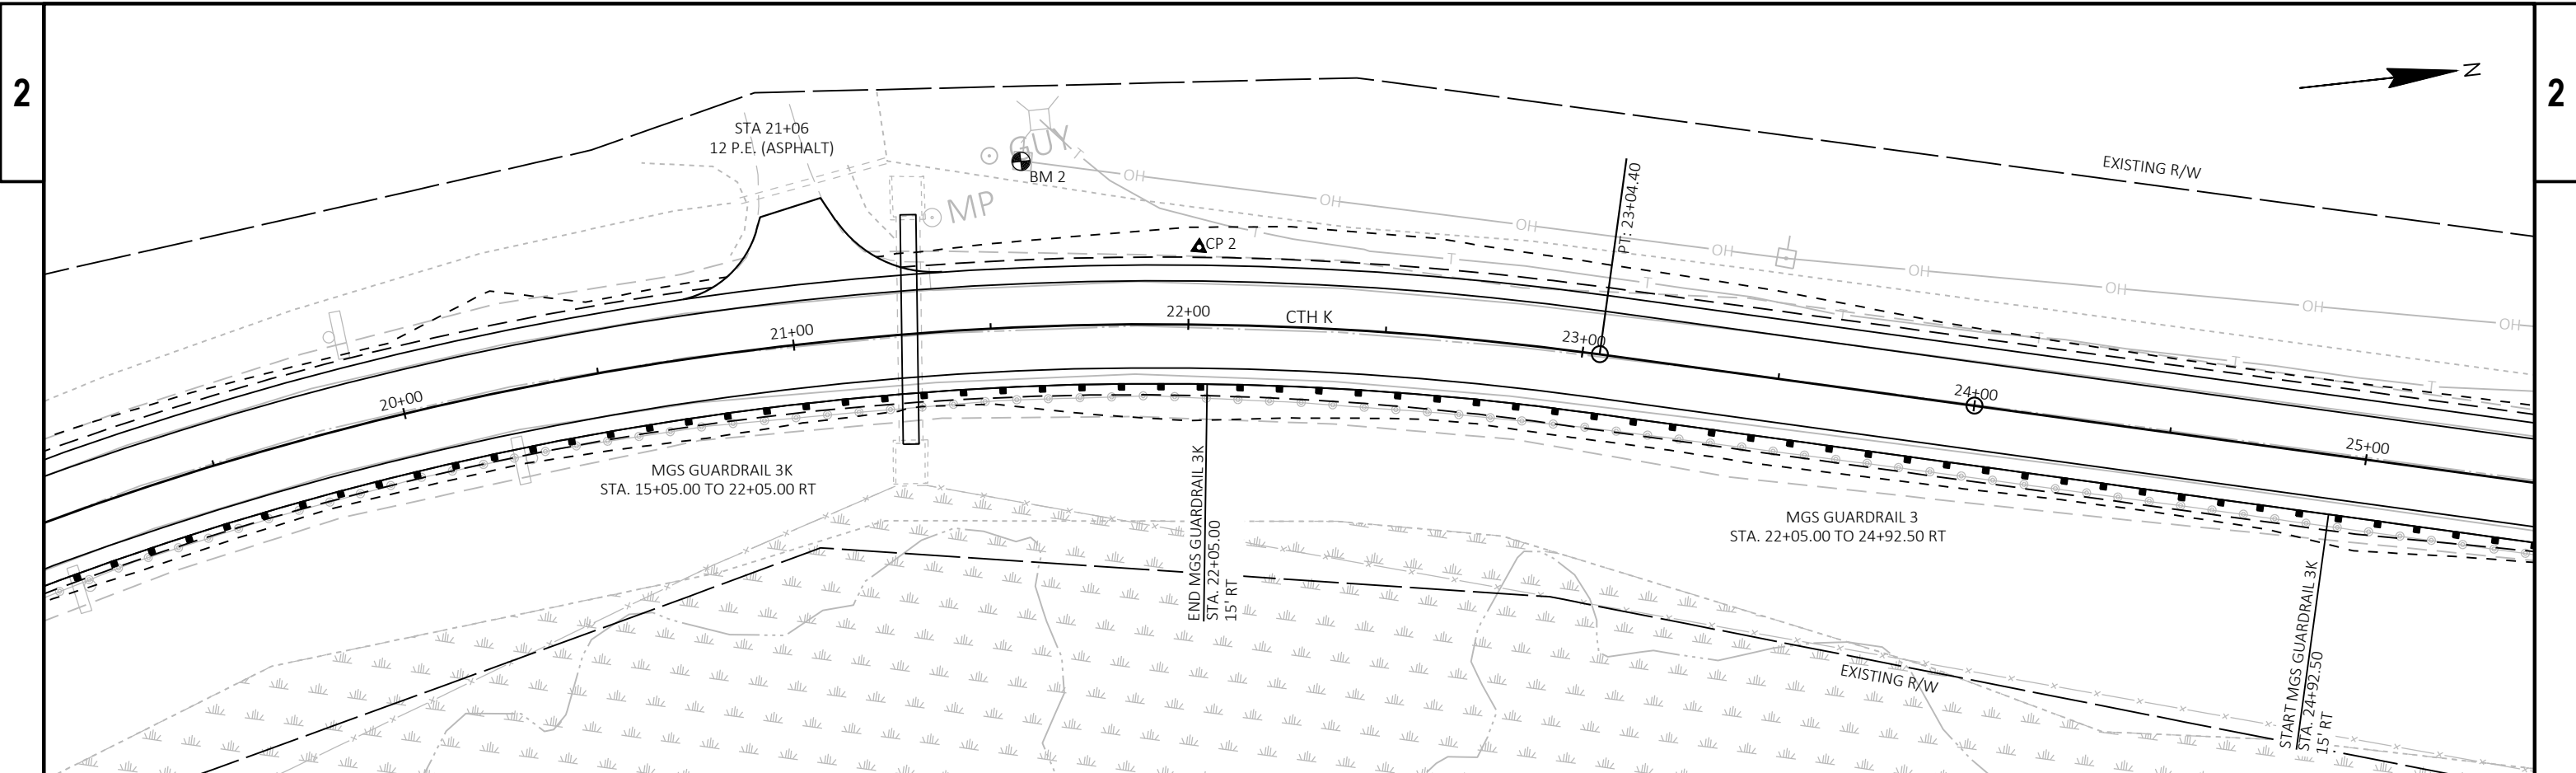 2
2
N
STA 21+06
12 P.E. (ASPHALT)
GUY
T
BM 2
OH
OH
OH
OH
OH
OH
OH
OH
EXISTING R/W
MP
PT: 23+04.40
CP 2
T
T
T
T
T
T
T
T
20+00
21+00
22+00
CTH K
23+00
24+00
25+00
MGS GUARDRAIL 3K
STA. 15+05.00 TO 22+05.00 RT
END MGS GUARDRAIL 3K
STA. 22+05.00
15' RT
MGS GUARDRAIL 3
STA. 22+05.00 TO 24+92.50 RT
EXISTING R/W
START MGS GUARDRAIL 3K
STA. 24+92.50
15' RT